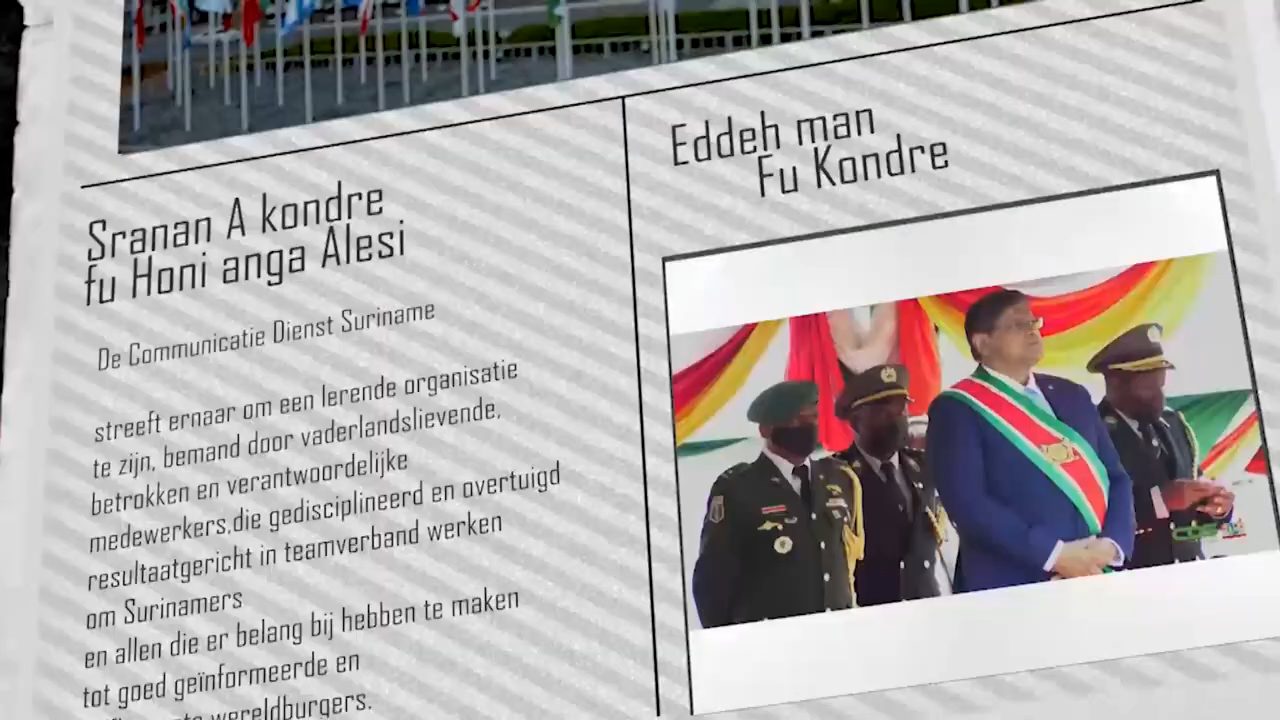 Sranan A kondre
fu Honi anga Alesi
De Communicatie Dienst Suriname
streeft ernaar om een lerende organisatie
te zijn, bemand door vaderlandslievende,
betrokken en verantwoordelijke
medewerkers,die gedisciplineerd en overtuigd
resultaatgericht in teamverband werken
om Surinamers
en allen die er belang bij hebben te maken
tot goed geïnformeerde en
wereldburgers.
Eddeh man
Fu Kondre